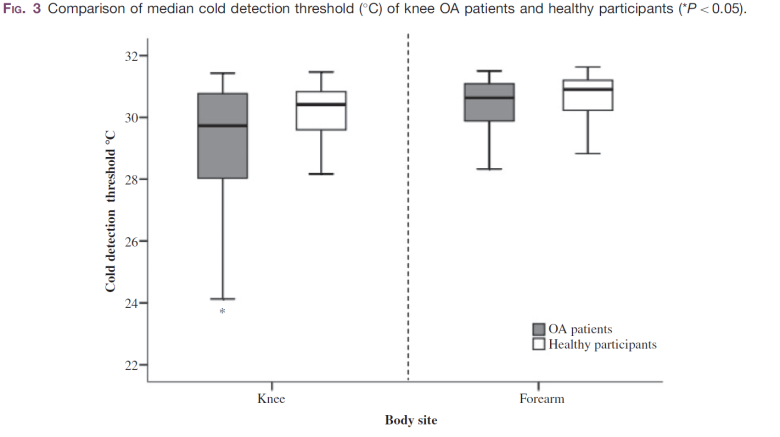 FIG. 3 Comparison of median cold detection threshold (°C) of knee OA patients and healthy participants (*P < 0.05).
32
30
28
26
24
22
Cold detection threshold °C
*
OA patients
Healthy participants
Knee
Forearm
Body site